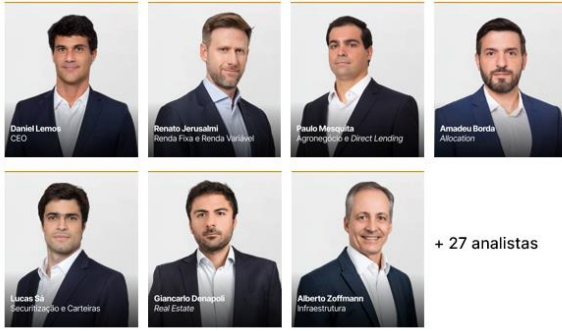 Daniel Lemos
CEO
Renato Jerusalmi
Renda Fixa e Renda Variável
Paulo Mesquita
Agronegócio e Direct Lending
Amadeu Borda
Allocation
Lucas Sá
Securitização e Carteiras
Giancarlo Denapoli
Real Estate
Alberto Zoffmann
Infraestrutura
+ 27 analistas